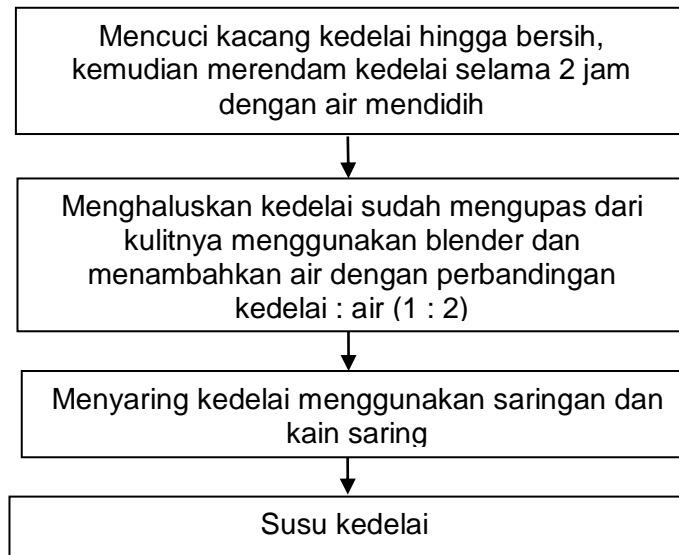 Mencuci kacang kedelai hingga bersih,
kemudian merendam kedelai selama 2 jam
dengan air mendidih
Menghaluskan kedelai sudah mengupas dari
kulitnya menggunakan blender dan
menambahkan air dengan perbandingan
kedelai : air (1 : 2)
Menyaring kedelai menggunakan saringan dan
kain saring
Susu kedelai